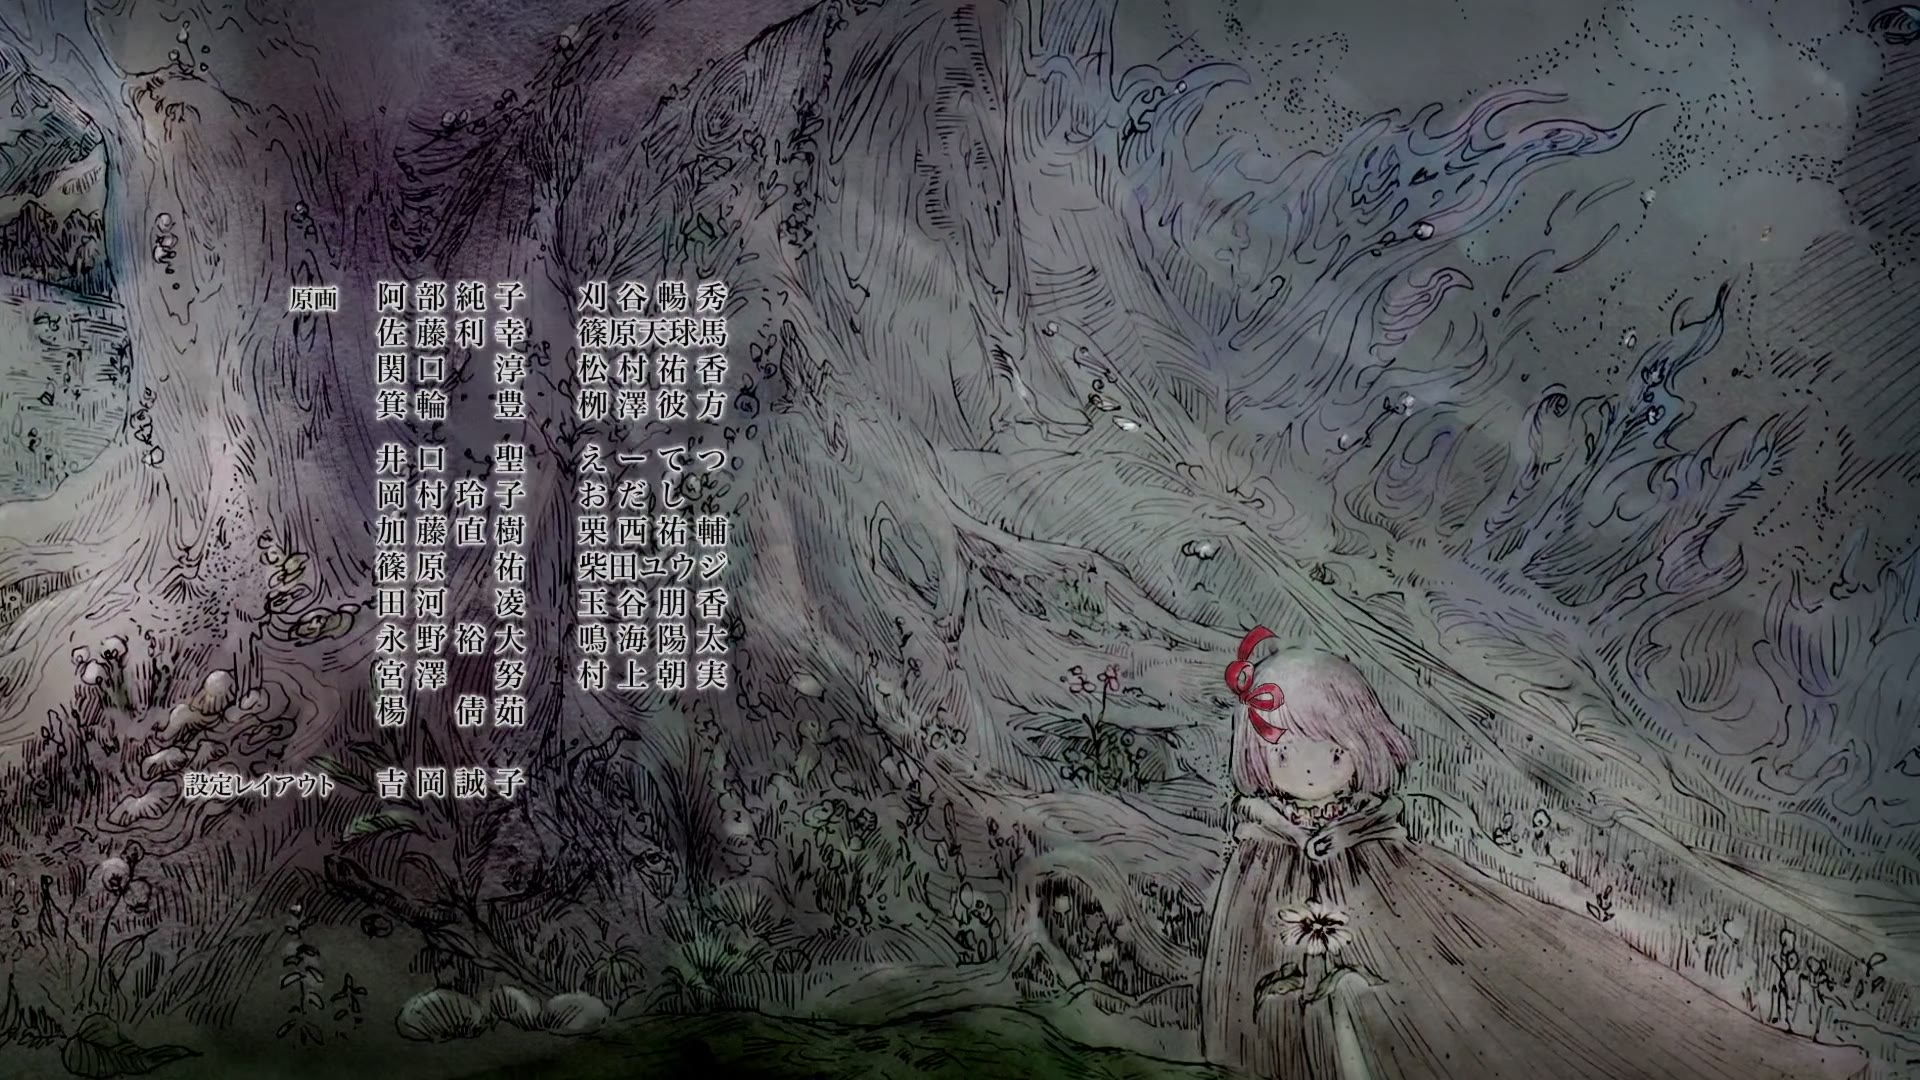 原画 阿部純子 刈谷暢秀
佐藤利幸 篠原天球馬
関口淳 松村祐香
箕輪豊 柳澤彼方
井口聖 えーてつ
岡村玲子 おだし
加藤直樹 栗西祐輔
篠原祐 柴田ユウジ
田河凌 玉谷朋香
永野裕大 鳴海陽太
宮澤努 村上朝実
楊倩茹
設定レイアウト 吉岡誠子